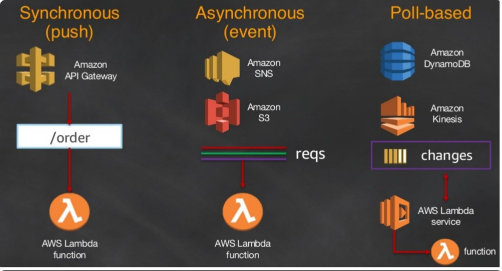 Synchronous
(push)
Amazon
API Gateway
/order
AWS Lambda
function
Asynchronous
(event)
Amazon
SNS
Amazon
S3
reqs
AWS Lambda
function
Poll-based
Amazon
DynamoDB
Amazon
Kinesis
changes
AWS Lambda
service
function